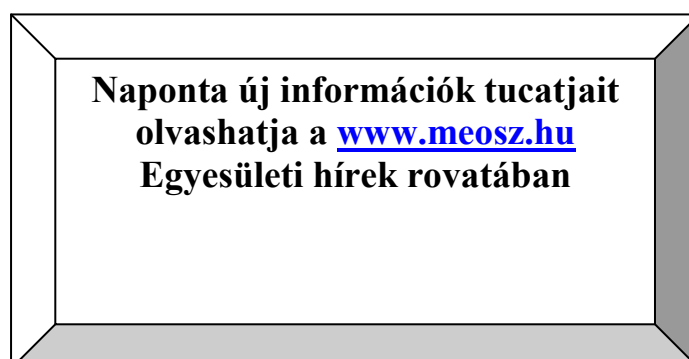 Naponta új információk tucatjait
olvashatja a www.meosz.hu
Egyesületi hírek rovatában